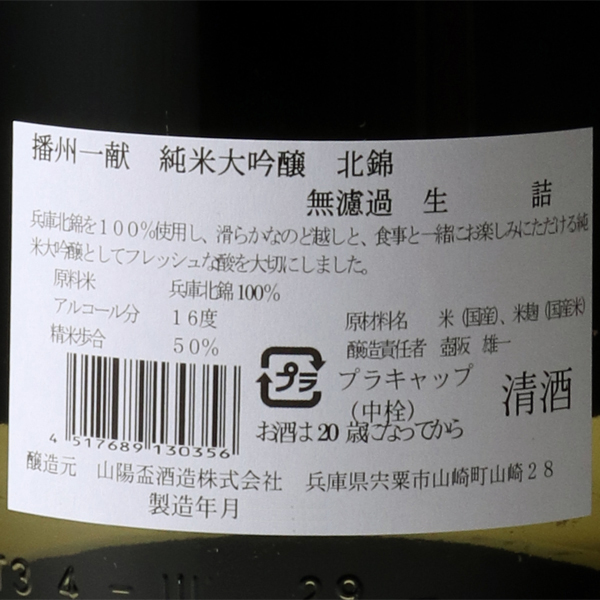 播州一献 純米大吟醸 北錦
無濾過 生 詰
兵庫北錦を１００%使用し、滑らかなのど越しと、食事と一緒にお楽しみにただける純
米大吟醸としてフレッシュな酸を大切にしました。
原料米 兵庫北錦100%
アルコール分 16度
精米歩合 50%
原材料名 米（国産）、米麹（国産米）
醸造責任者 壺阪 雄一
プラ
プラキャップ
（中栓）
清酒
お酒は20歳になってから
4 517689 130356
醸造元 山陽盃酒造株式会社 兵庫県宍粟市山崎町山崎２８
製造年月
34-III 29